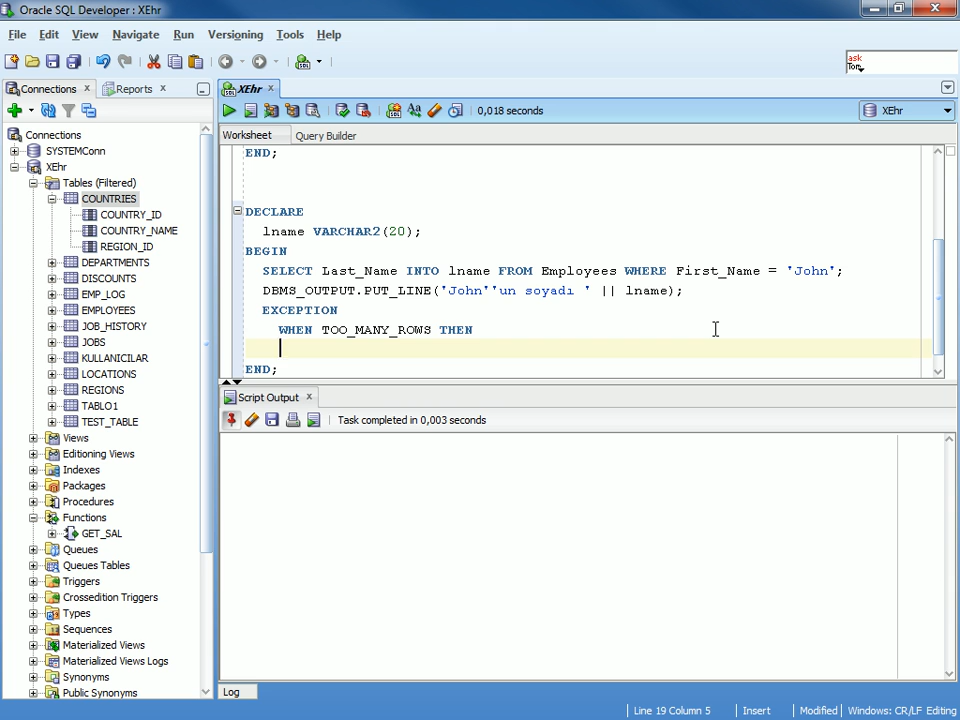 Oracle SQL Developer : XEhr
File Edit View Navigate Run Versioning Tools Help
ask
Tom
Connections
Reports
XEhr
0,018 seconds
XEhr
Worksheet Query Builder
Connections
SYSTEMConn
XEhr
Tables (Filtered)
COUNTRIES
COUNTRY_ID
COUNTRY_NAME
REGION_ID
DEPARTMENTS
DISCOUNTS
EMP_LOG
EMPLOYEES
JOB_HISTORY
JOBS
KULLANICILAR
LOCATIONS
REGIONS
TABLO1
TEST_TABLE
Views
Editioning Views
Indexes
Packages
Procedures
Functions
GET_SAL
Queues
Queues Tables
Triggers
Crossedition Triggers
Types
Sequences
Materialized Views
Materialized Views Logs
Synonyms
Public Synonyms
END;
DECLARE
lname VARCHAR2(20);
BEGIN
SELECT Last_Name INTO lname FROM Employees WHERE First_Name = 'John';
DBMS_OUTPUT.PUT_LINE('John''un soyadı ' || lname);
EXCEPTION
WHEN TOO_MANY_ROWS THEN
END;
Script Output
Task completed in 0,003 seconds
Log
Line 19 Column 5 Insert Modified Windows: CR/LF Editing